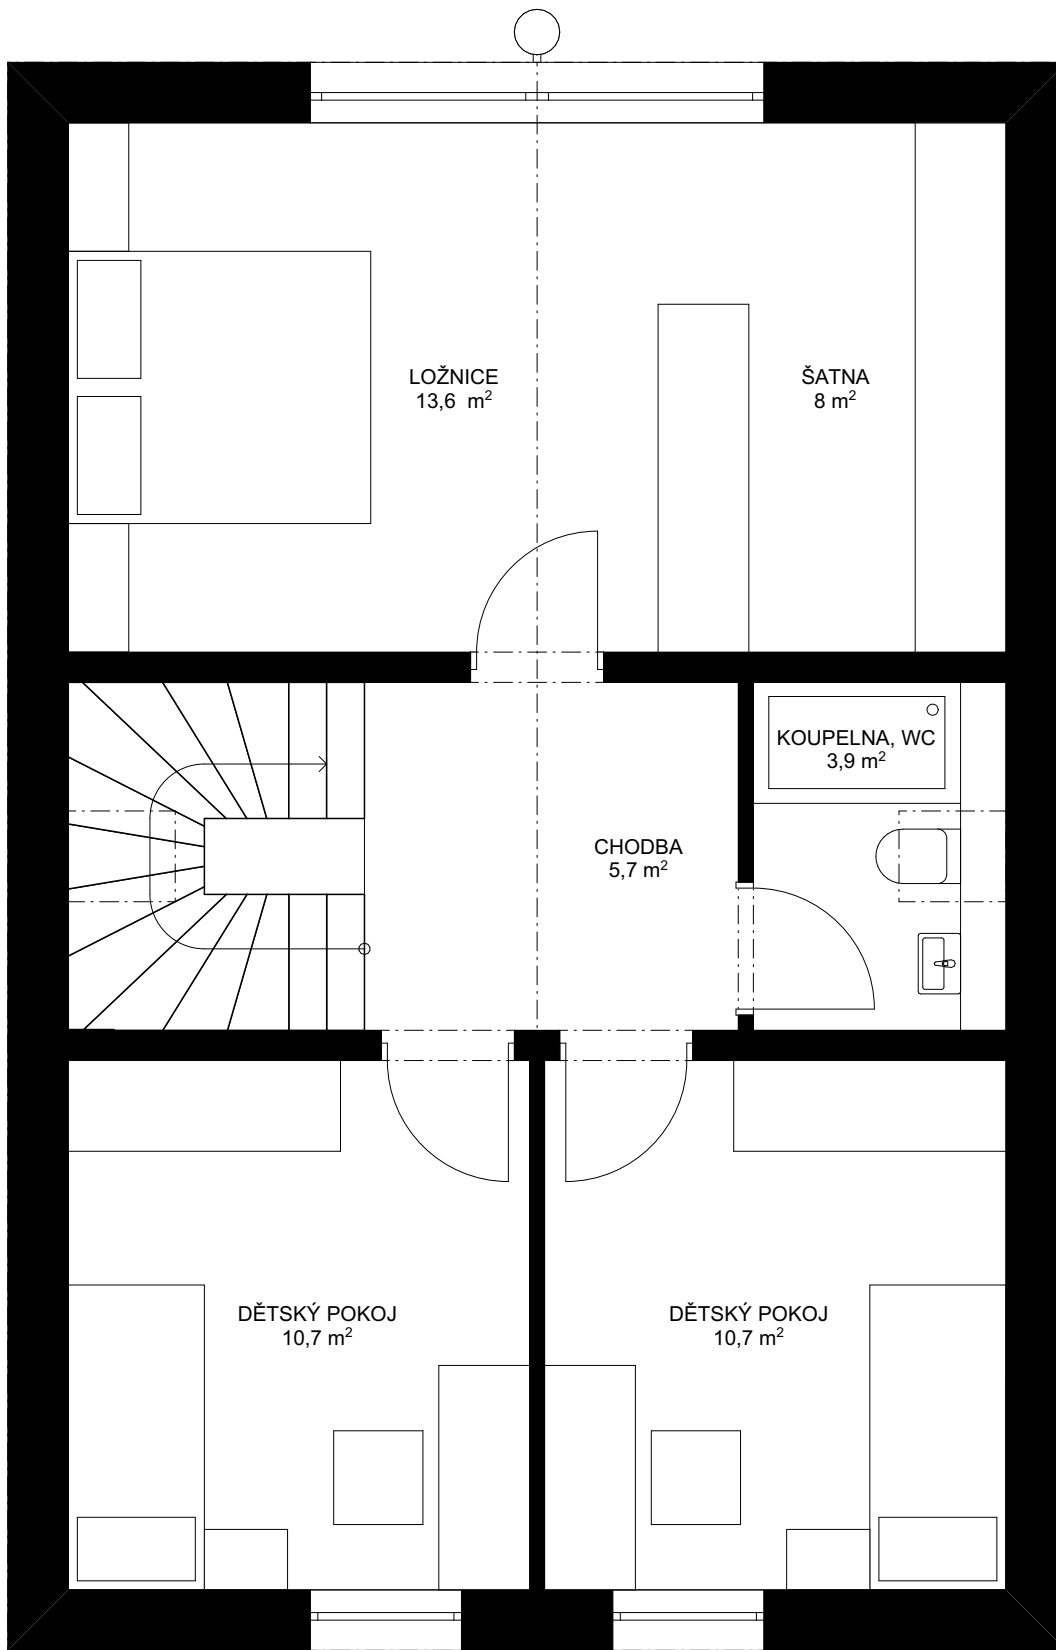 LOŽNICE
13,6 m²
ŠATNA
8 m²
KOUPELNA, WC
3,9 m²
CHODBA
5,7 m²
DĚTSKÝ POKOJ
10,7 m²
DĚTSKÝ POKOJ
10,7 m²